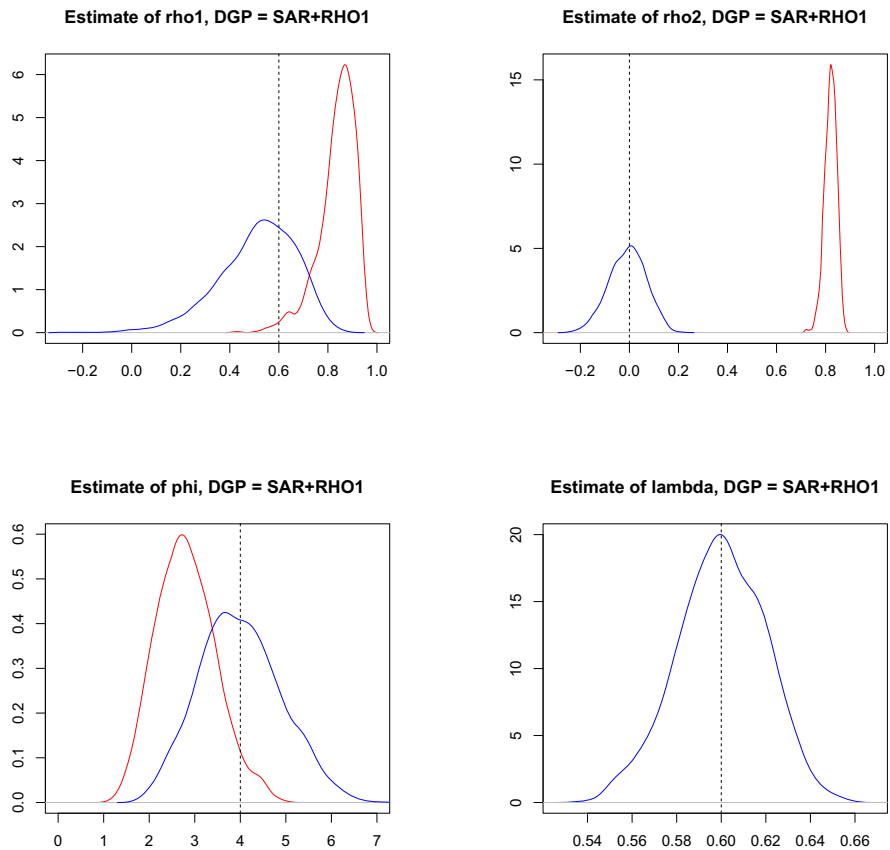 Estimate of rho1, DGP = SAR+RHO1
0 1 2 3 4 5 6
−0.2 0.0 0.2 0.4 0.6 0.8 1.0
Estimate of rho2, DGP = SAR+RHO1
0 5 10 15
−0.2 0.0 0.2 0.4 0.6 0.8 1.0
Estimate of phi, DGP = SAR+RHO1
0.0 0.1 0.2 0.3 0.4 0.5 0.6
0 1 2 3 4 5 6 7
Estimate of lambda, DGP = SAR+RHO1
0 5 10 15 20
0.54 0.56 0.58 0.60 0.62 0.64 0.66